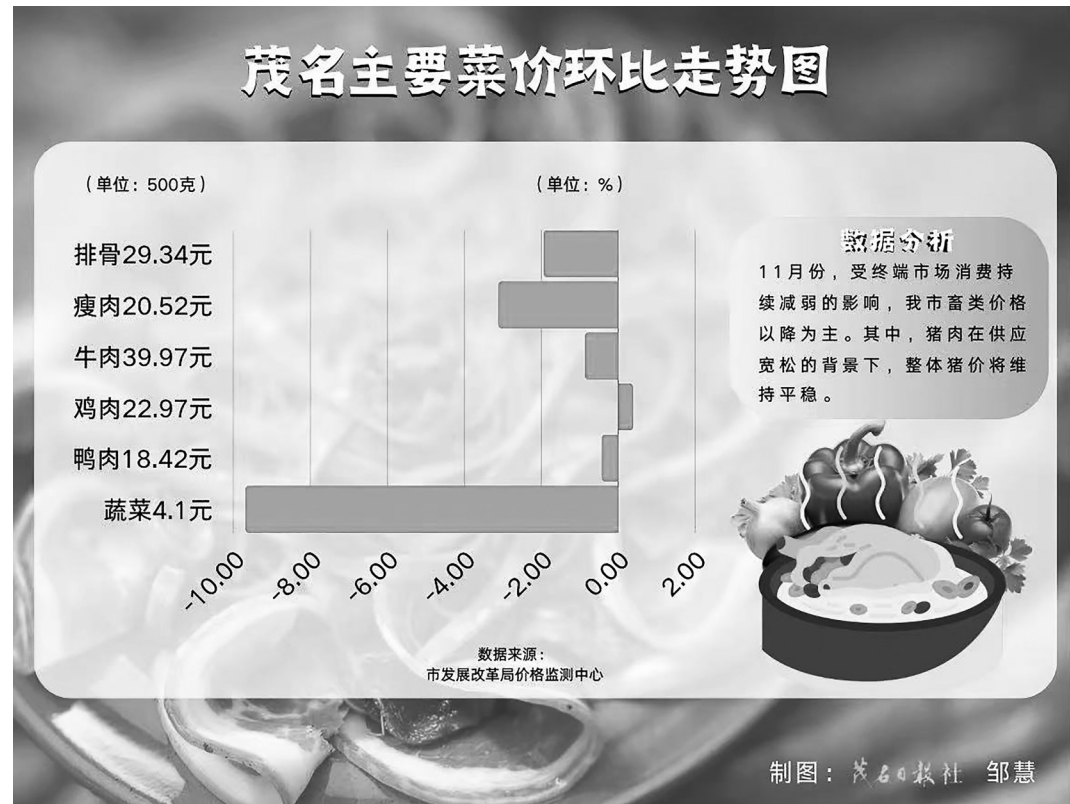 茂名主要菜价环比走势图
（单位：500克）
（单位：%）
排骨29.34元
瘦肉20.52元
牛肉39.97元
鸡肉22.97元
鸭肉18.42元
蔬菜4.1元
-10.00
-8.00
-6.00
-4.00
-2.00
0.00
2.00
数据来源：
市发展改革局价格监测中心
数据分析
11月份，受终端市场消费持
续减弱的影响，我市畜类价格
以降为主。其中，猪肉在供应
宽松的背景下，整体猪价将维
持平稳。
制图：茂名日报社 邹慧